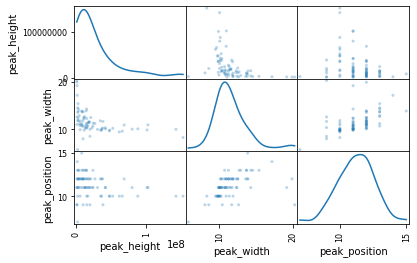 peak_height
100000000
0
peak_width
20
10
peak_position
15
10
0
1
1e8
10
20
10
15
peak_height
peak_width
peak_position